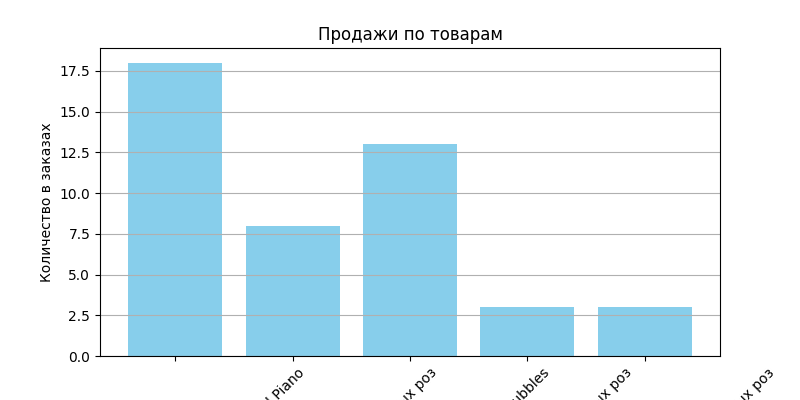 Продажи по товарам
Количество в заказах
17.5
15.0
12.5
10.0
7.5
5.0
2.5
0.0
Piano
роз
роз
роз